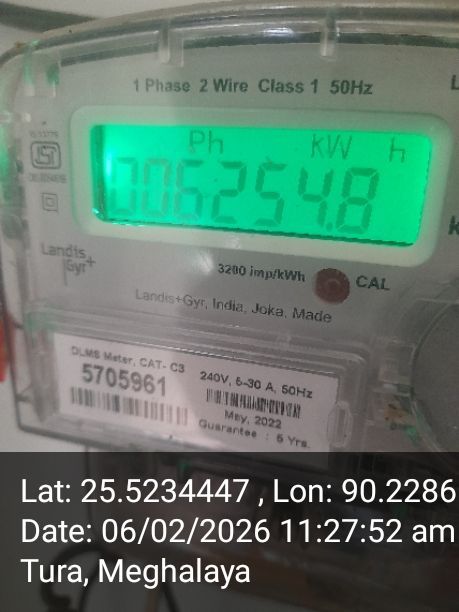 1 Phase 2 Wire Class 1 50Hz
Ph kW h
006254.8
Landis+
Gyr
3200 imp/kWh CAL
Landis+Gyr, India, Joka, Made
DLMS Meter, CAT- C3
5705961
240V, 5-30 A, 50Hz
May, 2022
Guarantee : 5 Yrs.
Lat: 25.5234447 , Lon: 90.2286
Date: 06/02/2026 11:27:52 am
Tura, Meghalaya